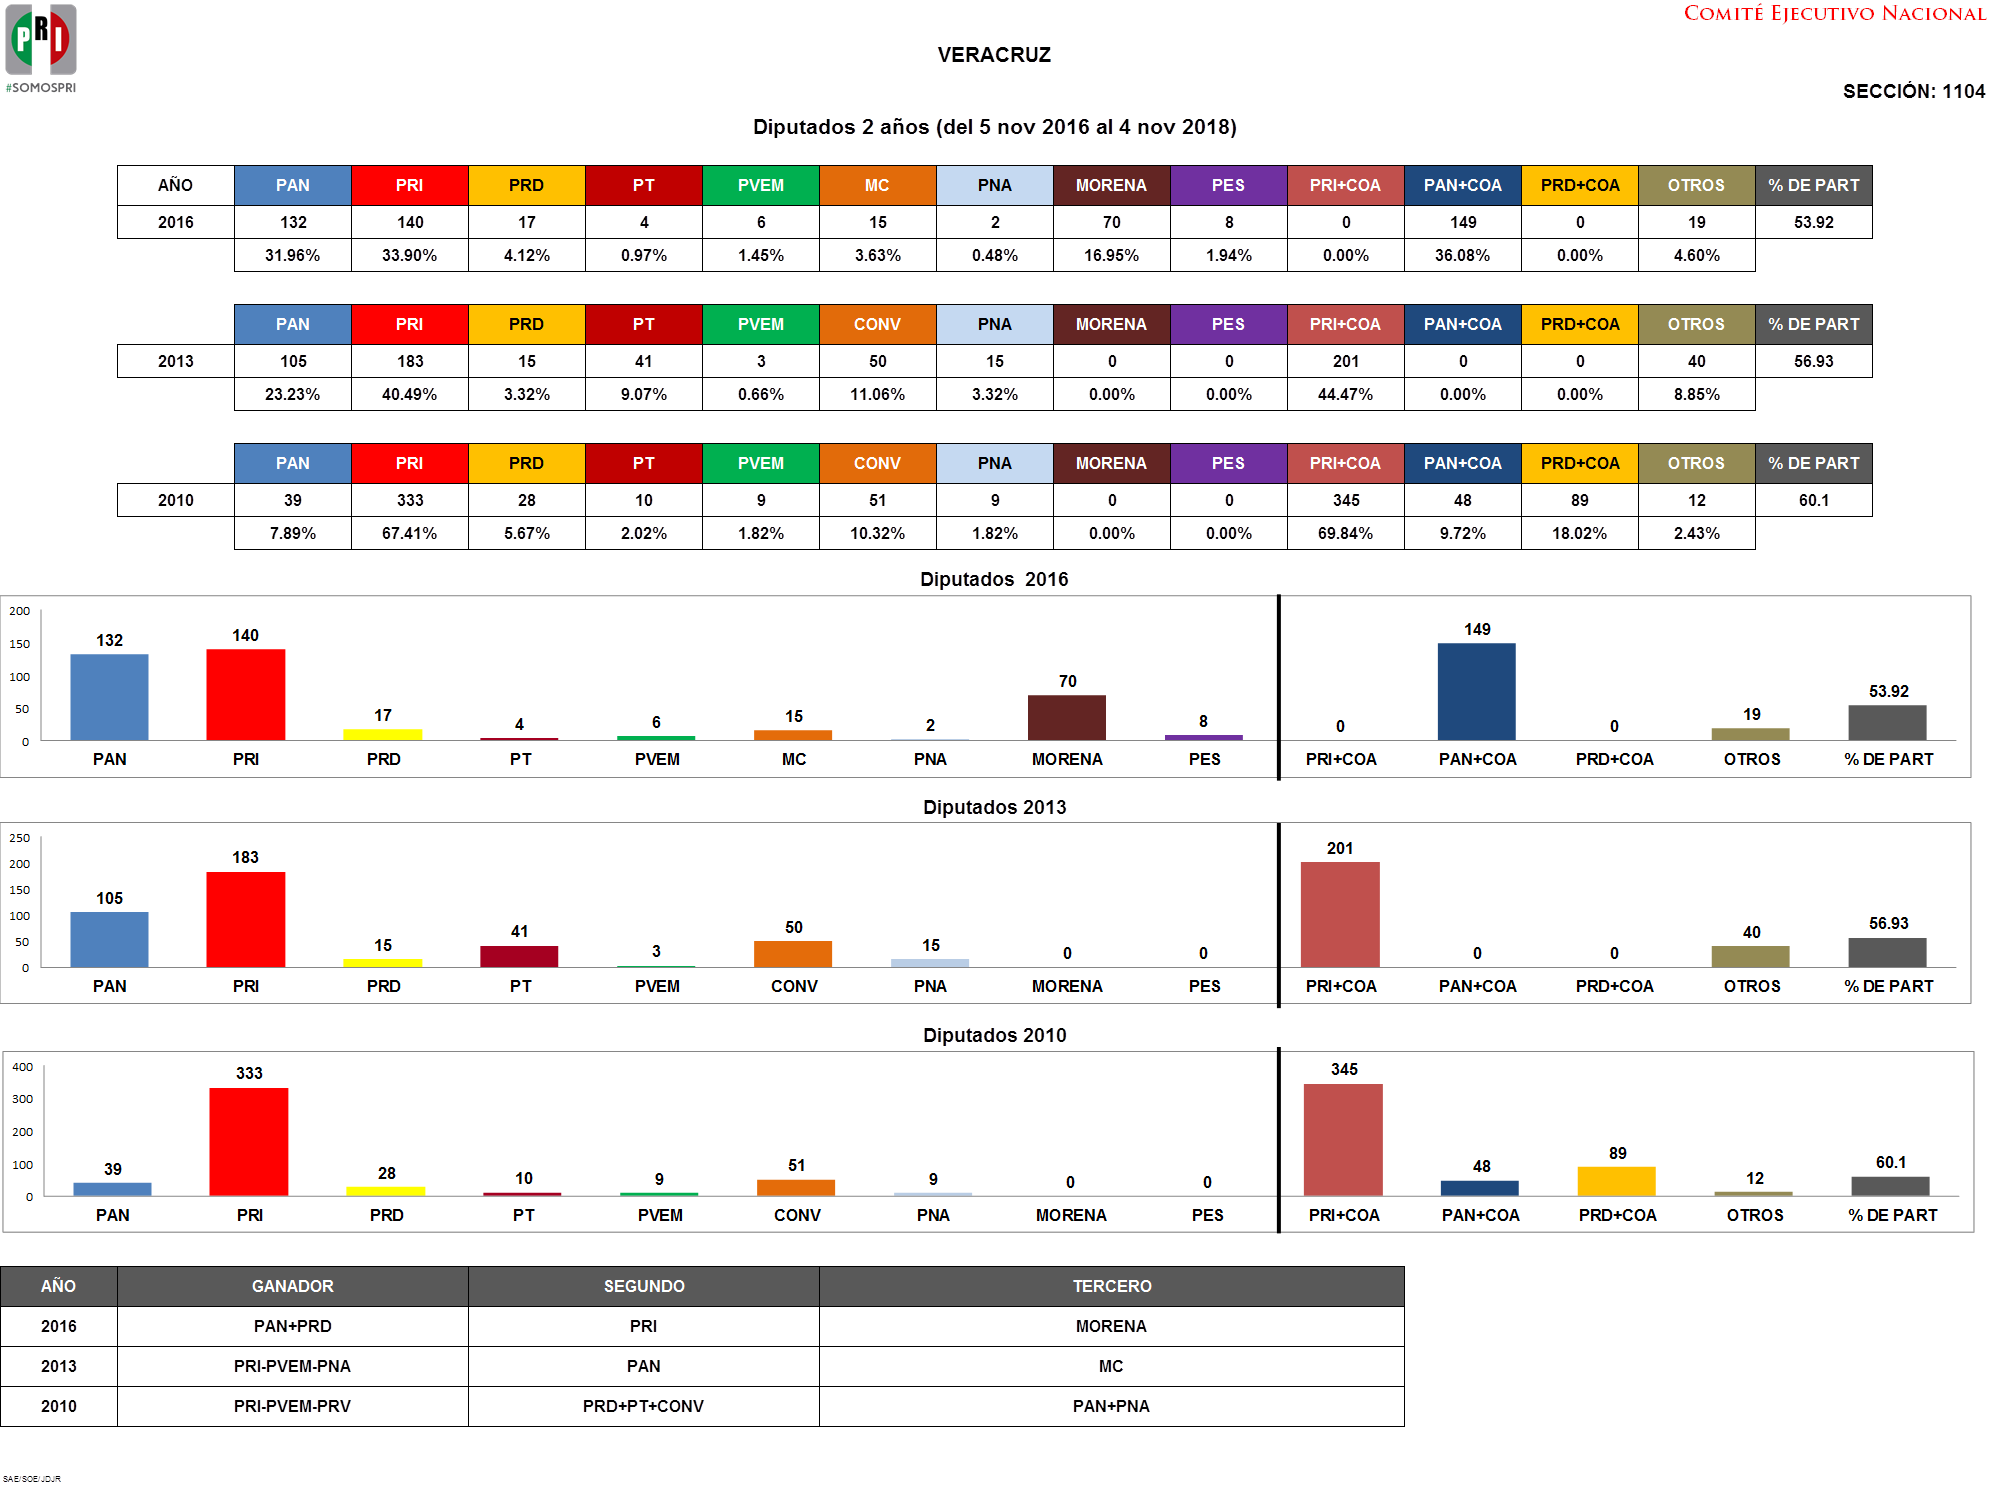 PRI
#SOMOSPRI
COMITÉ EJECUTIVO NACIONAL
VERACRUZ
SECCIÓN: 1104
Diputados 2 años (del 5 nov 2016 al 4 nov 2018)
AÑO PAN PRI PRD PT PVEM MC PNA MORENA PES PRI+COA PAN+COA PRD+COA OTROS % DE PART
2016 132 140 17 4 6 15 2 70 8 0 149 0 19 53.92
31.96% 33.90% 4.12% 0.97% 1.45% 3.63% 0.48% 16.95% 1.94% 0.00% 36.08% 0.00% 4.60%
PAN PRI PRD PT PVEM CONV PNA MORENA PES PRI+COA PAN+COA PRD+COA OTROS % DE PART
2013 105 183 15 41 3 50 15 0 0 201 0 0 40 56.93
23.23% 40.49% 3.32% 9.07% 0.66% 11.06% 3.32% 0.00% 0.00% 44.47% 0.00% 0.00% 8.85%
PAN PRI PRD PT PVEM CONV PNA MORENA PES PRI+COA PAN+COA PRD+COA OTROS % DE PART
2010 39 333 28 10 9 51 9 0 0 345 48 89 12 60.1
7.89% 67.41% 5.67% 2.02% 1.82% 10.32% 1.82% 0.00% 0.00% 69.84% 9.72% 18.02% 2.43%
Diputados 2016
200
150
100
50
0
132 140 17 4 6 15 2 70 8 0 149 0 19 53.92
PAN PRI PRD PT PVEM MC PNA MORENA PES PRI+COA PAN+COA PRD+COA OTROS % DE PART
Diputados 2013
250
200
150
100
50
0
105 183 15 41 3 50 15 0 0 201 0 0 40 56.93
PAN PRI PRD PT PVEM CONV PNA MORENA PES PRI+COA PAN+COA PRD+COA OTROS % DE PART
Diputados 2010
400
300
200
100
0
39 333 28 10 9 51 9 0 0 345 48 89 12 60.1
PAN PRI PRD PT PVEM CONV PNA MORENA PES PRI+COA PAN+COA PRD+COA OTROS % DE PART
AÑO GANADOR SEGUNDO TERCERO
2016 PAN+PRD PRI MORENA
2013 PRI-PVEM-PNA PAN MC
2010 PRI-PVEM-PRV PRD+PT+CONV PAN+PNA
SAE/SOE/JDJR